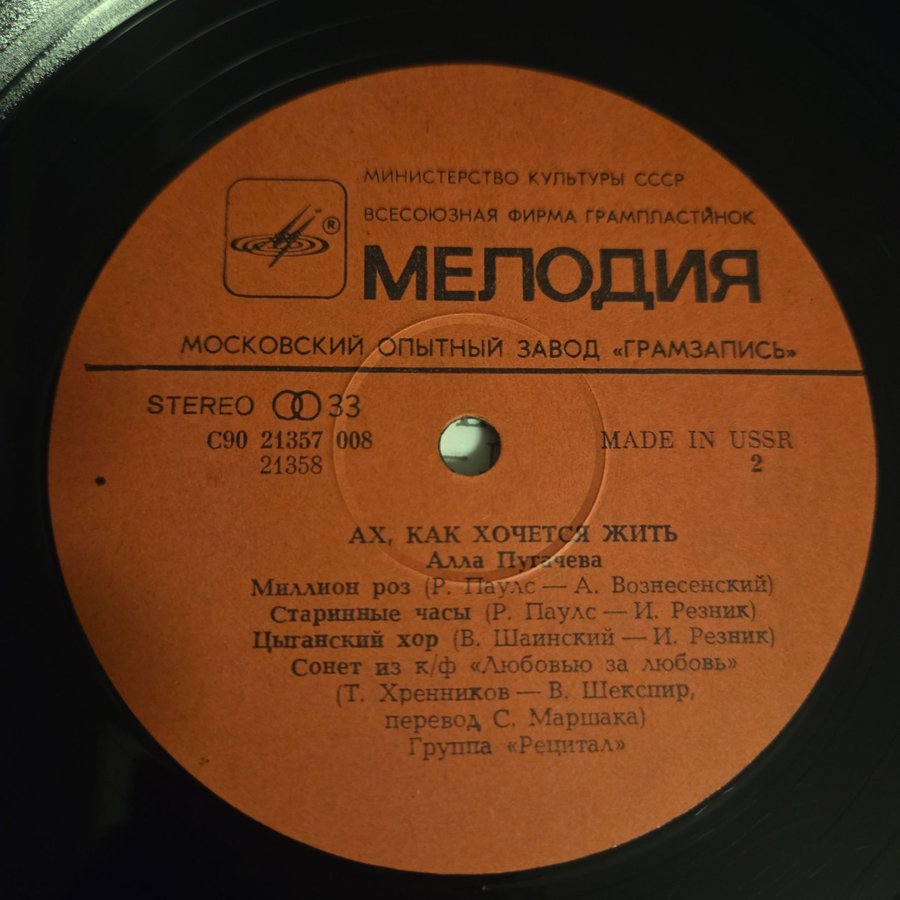 МИНИСТЕРСТВО КУЛЬТУРЫ СССР
ВСЕСОЮЗНАЯ ФИРМА ГРАМПЛАСТИНОК
®
МЕЛОДИЯ
МОСКОВСКИЙ ОПЫТНЫЙ ЗАВОД «ГРАМЗАПИСЬ»
STEREO 33
С90 21357 008
21358
MADE IN USSR
2
АХ, КАК ХОЧЕТСЯ ЖИТЬ
Алла Пугачева
Миллион роз (Р. Паулс — А. Вознесенский)
Старинные часы (Р. Паулс — И. Резник)
Цыганский хор (В. Шаинский — И. Резник)
Сонет из к/ф «Любовью за любовь»
(Т. Хренников — В. Шекспир,
перевод С. Маршака)
Группа «Рецитал»